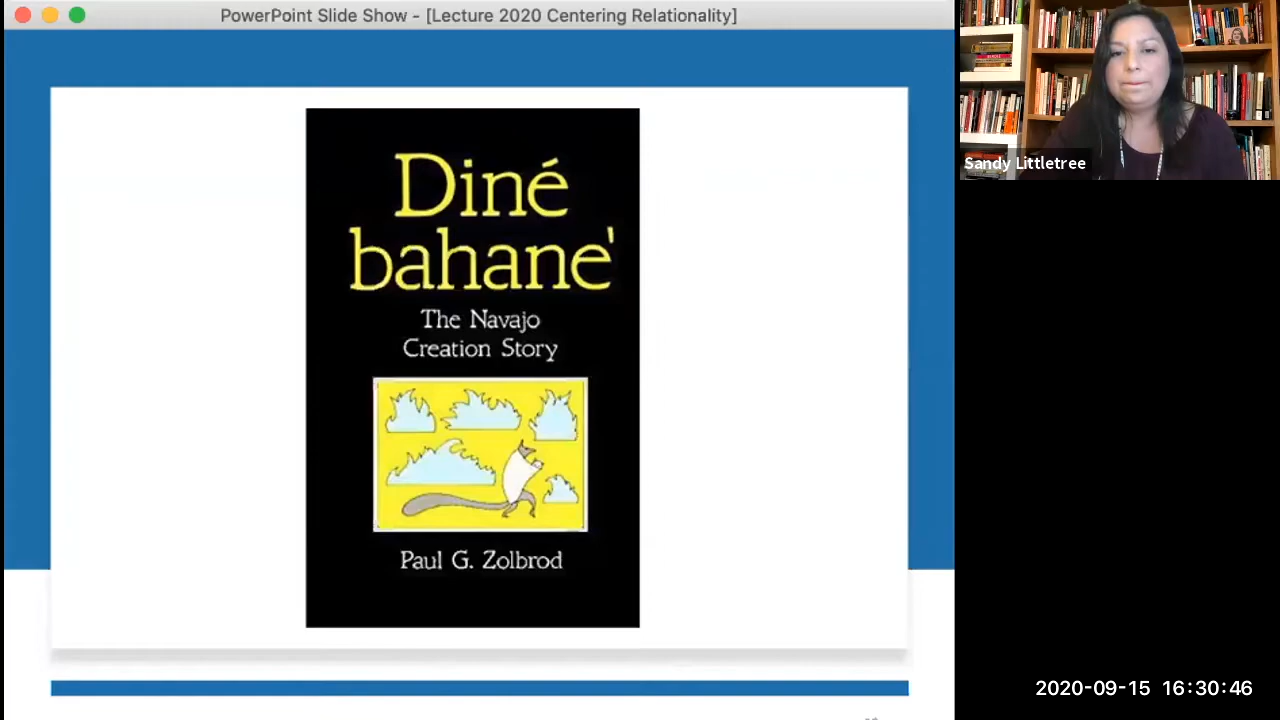 PowerPoint Slide Show - [Lecture 2020 Centering Relationality]
Diné
bahane'
The Navajo
Creation Story
Paul G. Zolbrod
Sandy Littletree
2020-09-15 16:30:46